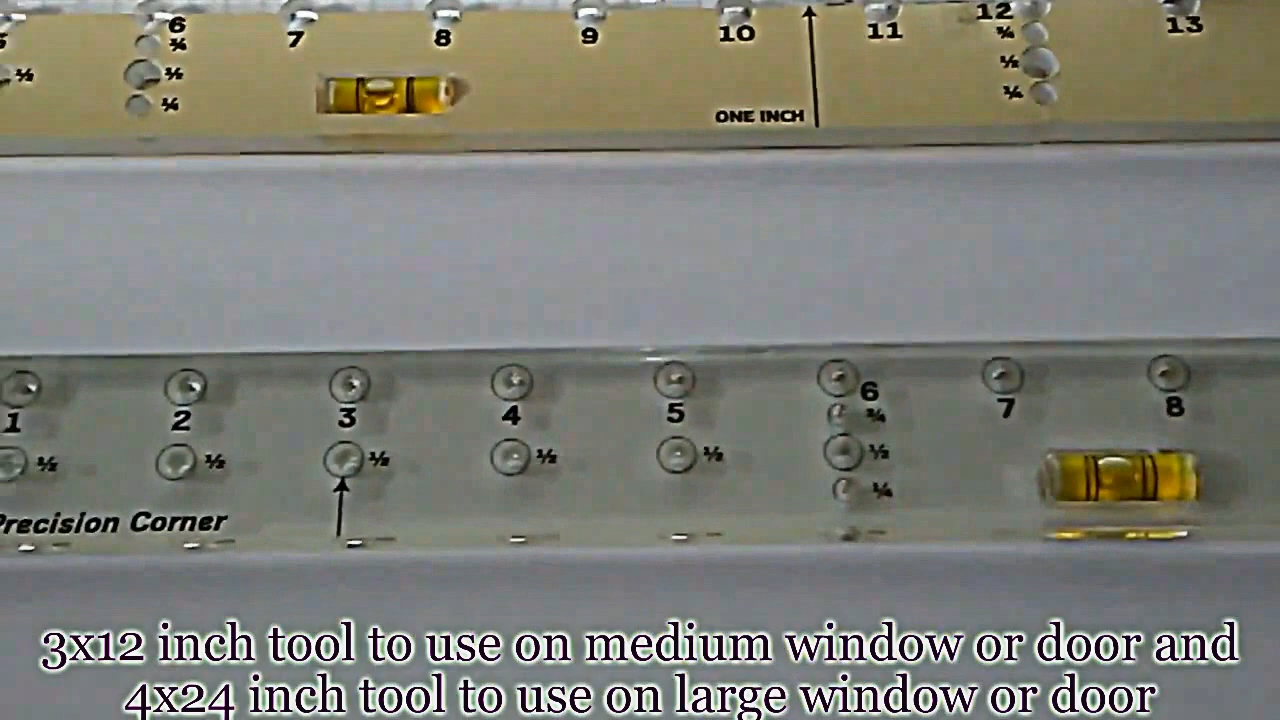 6 7 8 9 10 11 12 13
¾ ¾
½ ½ ½
¼ ¼
ONE INCH
1 2 3 4 5 6 7 8
¾
½ ½ ½ ½ ½ ½
¼
Precision Corner
3x12 inch tool to use on medium window or door and
4x24 inch tool to use on large window or door